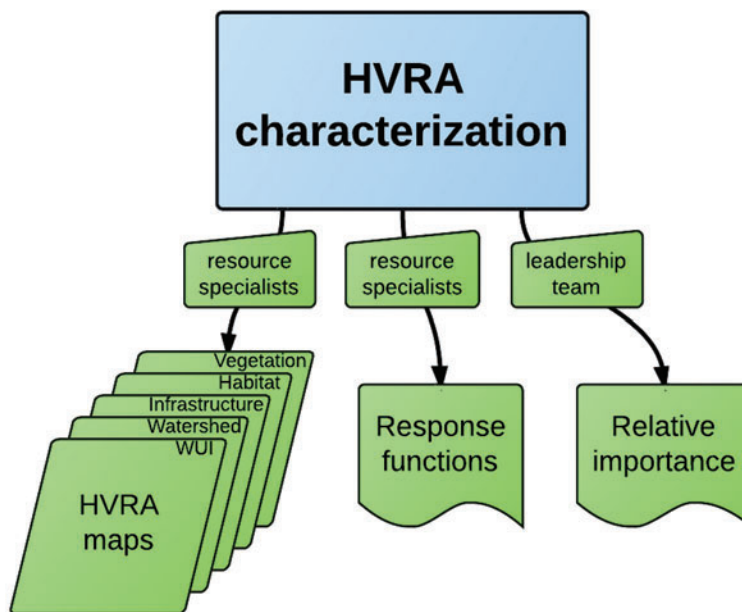 HVRA
characterization
resource
specialists
resource
specialists
leadership
team
Vegetation
Habitat
Infrastructure
Watershed
WUI
HVRA
maps
Response
functions
Relative
importance